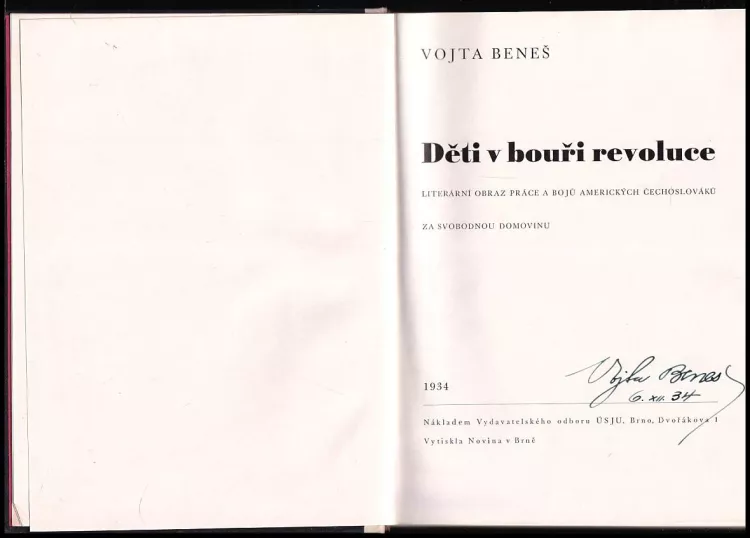 VOJTA BENEŠ
Děti v bouři revoluce
LITERÁRNÍ OBRAZ PRÁCE A BOJŮ AMERICKÝCH ČECHOSLOVÁKŮ
ZA SVOBODNOU DOMOVINU
Vojta Beneš
6. XII. 34
1934
Nákladem Vydavatelského odboru ÚSJU, Brno, Dvořákova 1
Vytiskla Novina v Brně